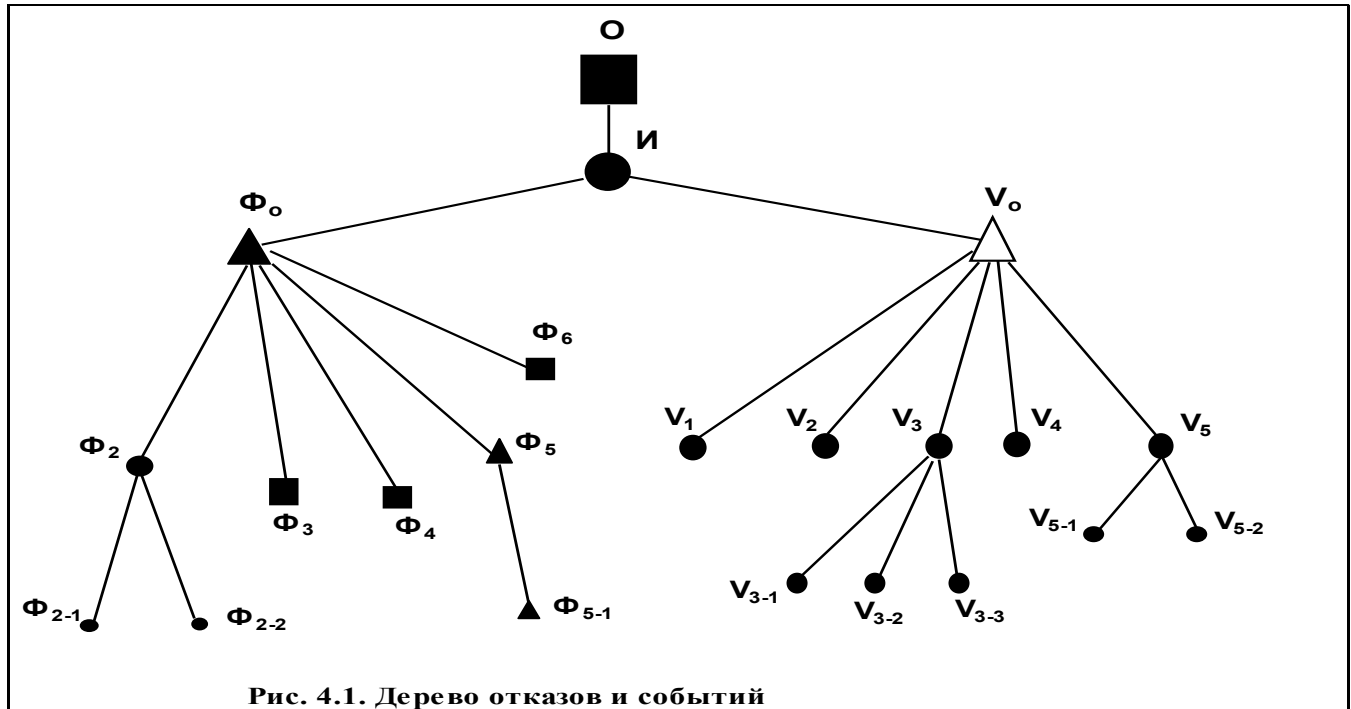 О
И
Фо
Vо
Ф6
V1
V2
V3
V4
V5
Ф2
Ф5
Ф3
Ф4
V5-1
V5-2
V3-1
V3-2
V3-3
Ф2-1
Ф2-2
Ф5-1
Рис. 4.1. Дерево отказов и событий